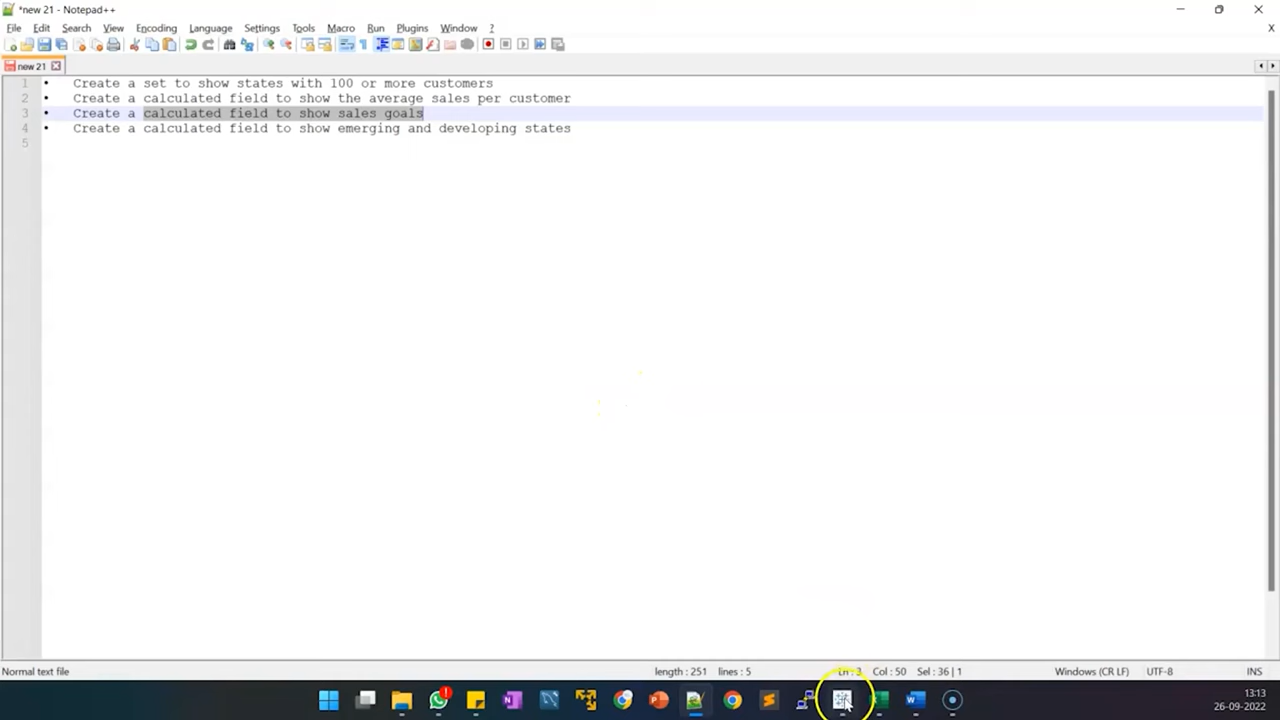 *new 21 - Notepad++
File Edit Search View Encoding Language Settings Tools Macro Run Plugins Window ? X
new 21
1 • Create a set to show states with 100 or more customers
2 • Create a calculated field to show the average sales per customer
3 • Create a calculated field to show sales goals
4 • Create a calculated field to show emerging and developing states
5
Normal text file length : 251 lines : 5 Ln : 3 Col : 50 Sel : 36 | 1 Windows (CR LF) UTF-8 INS
13:13
26-09-2022